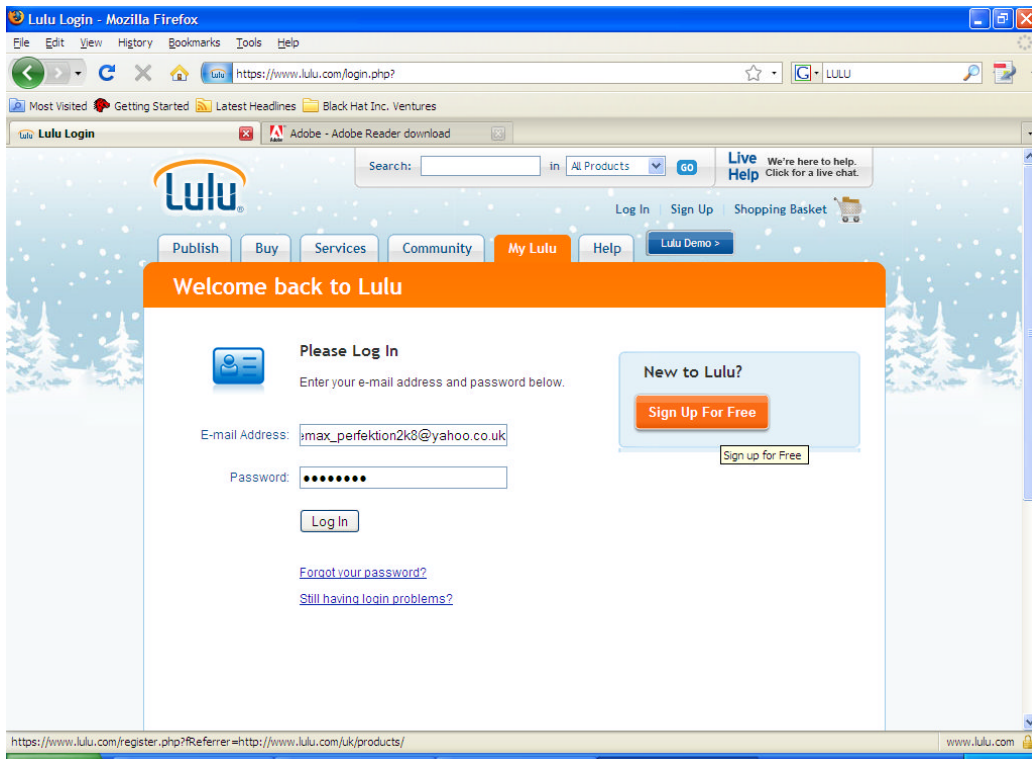 Lulu Login - Mozilla Firefox
File Edit View History Bookmarks Tools Help
Lulu https://www.lulu.com/login.php? G LULU
Most Visited Getting Started Latest Headlines Black Hat Inc. Ventures
Lulu Lulu Login Adobe - Adobe Reader download
Search: in All Products GO Live Help We're here to help. Click for a live chat.
Lulu®
Log In Sign Up Shopping Basket
Publish Buy Services Community My Lulu Help Lulu Demo >
Welcome back to Lulu
Please Log In
Enter your e-mail address and password below.
New to Lulu?
Sign Up For Free
E-mail Address: max_perfektion2k8@yahoo.co.uk
Sign up for Free
Password: ••••••••
Log In
Forgot your password?
Still having login problems?
https://www.lulu.com/register.php?fReferrer=http://www.lulu.com/uk/products/ www.lulu.com